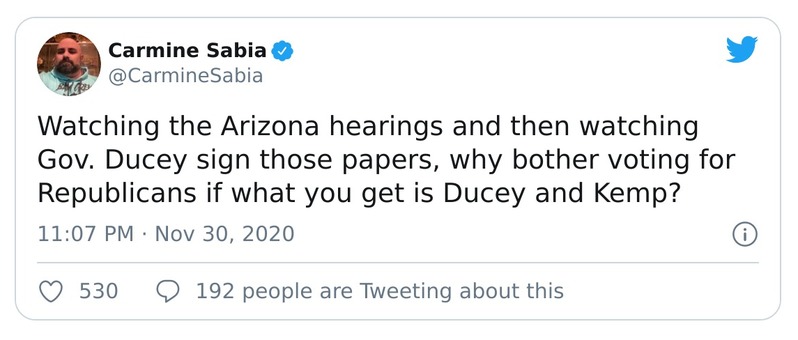 Carmine Sabia
@CarmineSabia
Watching the Arizona hearings and then watching
Gov. Ducey sign those papers, why bother voting for
Republicans if what you get is Ducey and Kemp?
11:07 PM · Nov 30, 2020
530 192 people are Tweeting about this